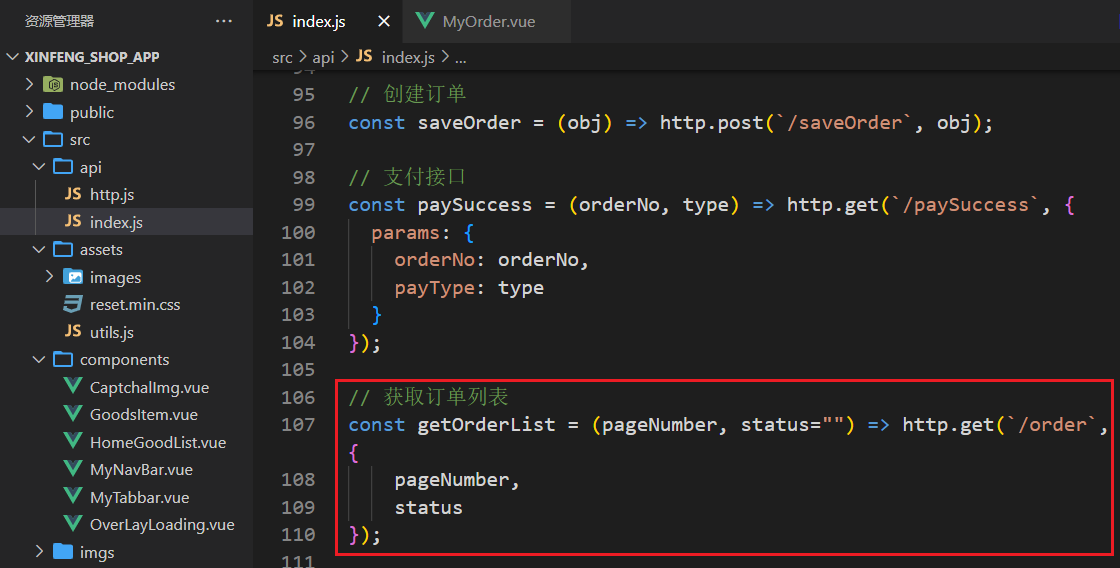 资源管理器 ···
XINFENG_SHOP_APP
node_modules
public
src
api
JS http.js
JS index.js
assets
images
reset.min.css
JS utils.js
components
CaptchaImg.vue
GoodsItem.vue
HomeGoodList.vue
MyNavBar.vue
MyTabbar.vue
OverLayLoading.vue
imgs
JS index.js × MyOrder.vue
src > api > JS index.js > ...
94
95 // 创建订单
96 const saveOrder = (obj) => http.post(`/saveOrder`, obj);
97
98 // 支付接口
99 const paySuccess = (orderNo, type) => http.get(`/paySuccess`, {
100 params: {
101 orderNo: orderNo,
102 payType: type
103 }
104 });
105
106 // 获取订单列表
107 const getOrderList = (pageNumber, status="") => http.get(`/order`,
{
108 pageNumber,
109 status
110 });
111